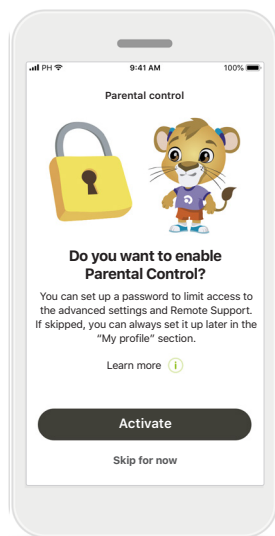 PH 9:41 AM 100%
Parental control
Do you want to enable
Parental Control?
You can set up a password to limit access to
the advanced settings and Remote Support.
If skipped, you can always set it up later in the
“My profile” section.
Learn more i
Activate
Skip for now